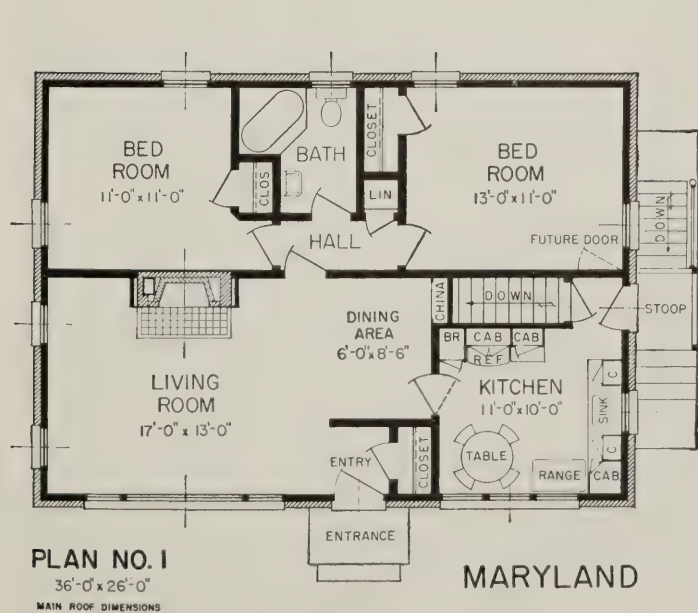 BED
ROOM
11'-0" x 11'-0"
CLOS
BATH
CLOSET
LIN
BED
ROOM
13'-0" x 11'-0"
FUTURE DOOR
DOWN
HALL
CHINA
DOWN
STOOP
DINING
AREA
6'-0" x 8'-6"
BR
CAB
CAB
REF
LIVING
ROOM
17'-0" x 13'-0"
KITCHEN
11'-0" x 10'-0"
C
SINK
C
CAB
TABLE
RANGE
ENTRY
CLOSET
ENTRANCE
PLAN NO. 1
36'-0" x 26'-0"
MAIN ROOF DIMENSIONS
MARYLAND